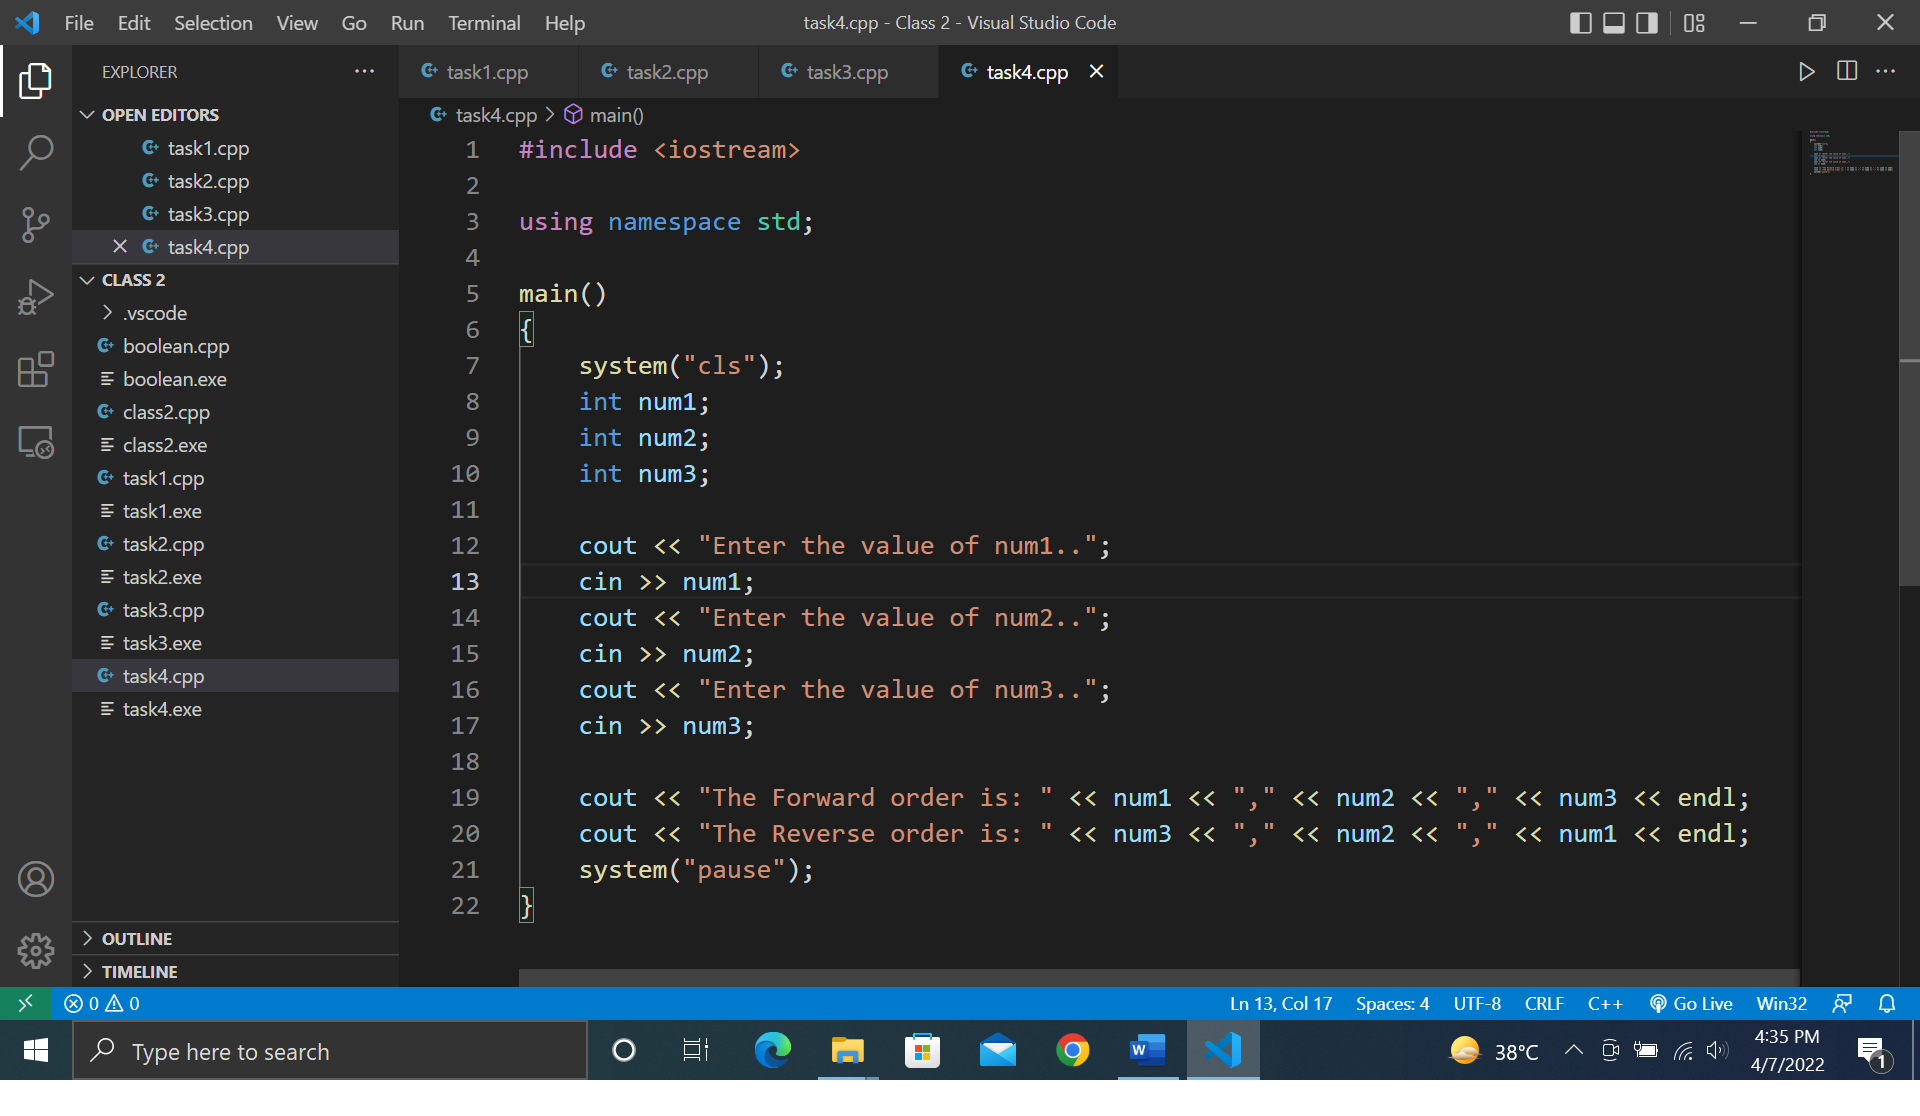 File Edit Selection View Go Run Terminal Help task4.cpp - Class 2 - Visual Studio Code
EXPLORER
task1.cpp task2.cpp task3.cpp task4.cpp
OPEN EDITORS
task1.cpp
task2.cpp
task3.cpp
task4.cpp
CLASS 2
.vscode
boolean.cpp
boolean.exe
class2.cpp
class2.exe
task1.cpp
task1.exe
task2.cpp
task2.exe
task3.cpp
task3.exe
task4.cpp
task4.exe
OUTLINE
TIMELINE
task4.cpp > main()
1 #include <iostream>
2
3 using namespace std;
4
5 main()
6 {
7 system("cls");
8 int num1;
9 int num2;
10 int num3;
11
12 cout << "Enter the value of num1..";
13 cin >> num1;
14 cout << "Enter the value of num2..";
15 cin >> num2;
16 cout << "Enter the value of num3..";
17 cin >> num3;
18
19 cout << "The Forward order is: " << num1 << "," << num2 << "," << num3 << endl;
20 cout << "The Reverse order is: " << num3 << "," << num2 << "," << num1 << endl;
21 system("pause");
22 }
0 0 Ln 13, Col 17 Spaces: 4 UTF-8 CRLF C++ Go Live Win32
Type here to search
38°C
4:35 PM
4/7/2022
1